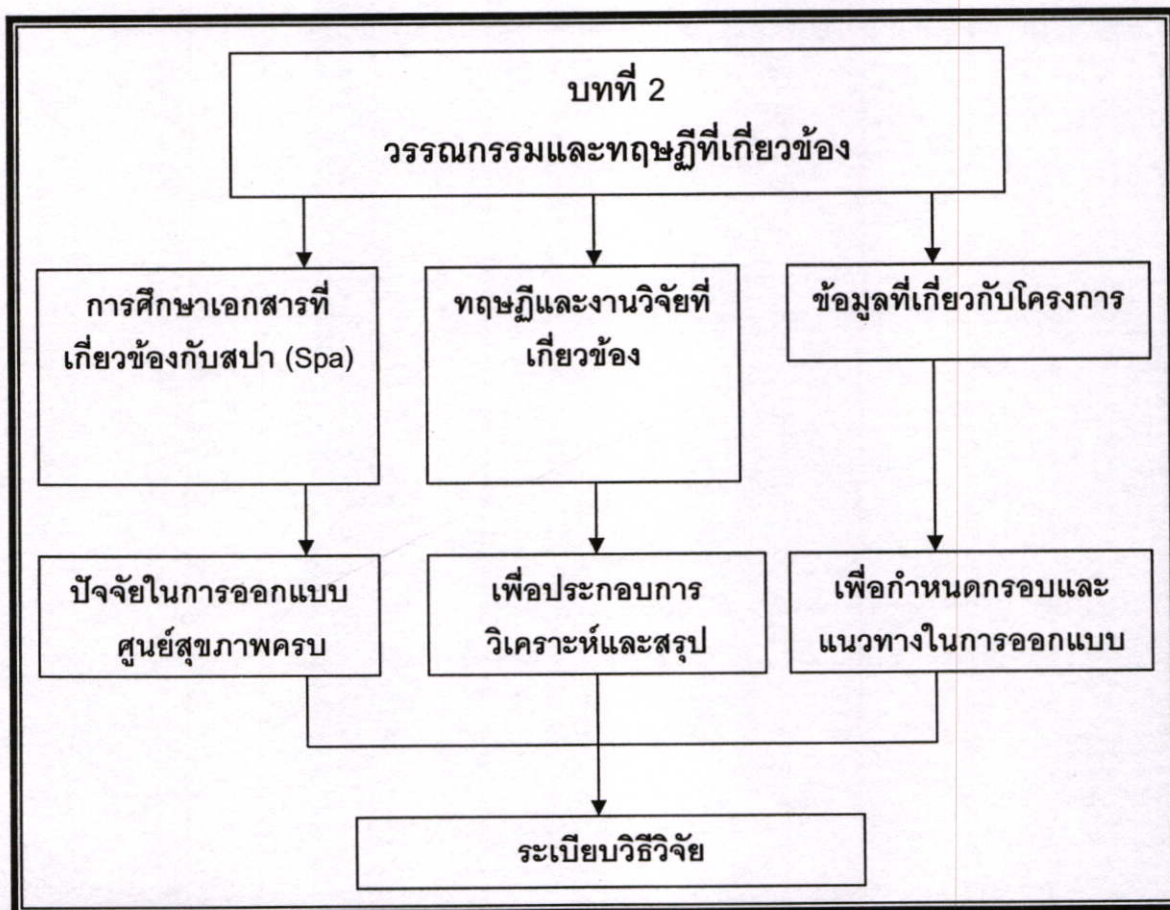 บทที่ 2
วรรณกรรมและทฤษฎีที่เกี่ยวข้อง
การศึกษาเอกสารที่
เกี่ยวข้องกับสปา (Spa)
ทฤษฎีและงานวิจัยที่
เกี่ยวข้อง
ข้อมูลที่เกี่ยวกับโครงการ
ปัจจัยในการออกแบบ
ศูนย์สุขภาพครบ
เพื่อประกอบการ
วิเคราะห์และสรุป
เพื่อกำหนดกรอบและ
แนวทางในการออกแบบ
ระเบียบวิธีวิจัย